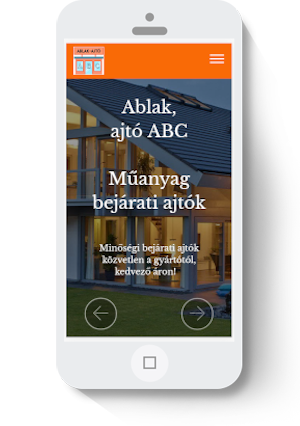 ABLAK-AJTÓ
A B C
Ablak,
ajtó ABC
Műanyag
bejárati ajtók
Minőségi bejárati ajtók
közvetlen a gyártótól,
kedvező áron!